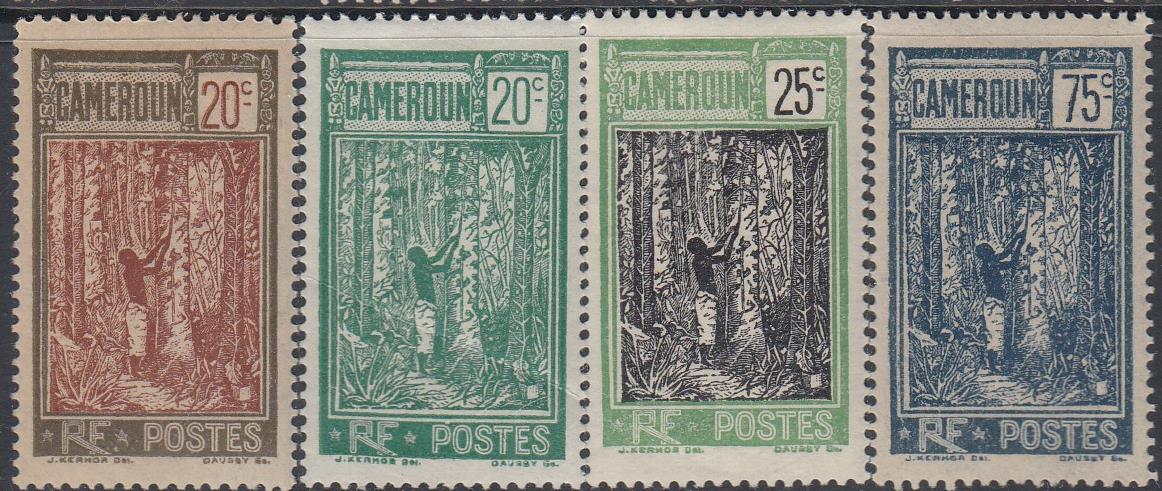 CAMEROUN 20c
RF POSTES
J. KERHOR Del. DAUSSY Sc.
CAMEROUN 20c
RF POSTES
J. KERHOR Del. DAUSSY Sc.
CAMEROUN 25c
RF POSTES
J. KERHOR Del. DAUSSY Sc.
CAMEROUN 75c
RF POSTES
J. KERHOR Del. DAUSSY Sc.